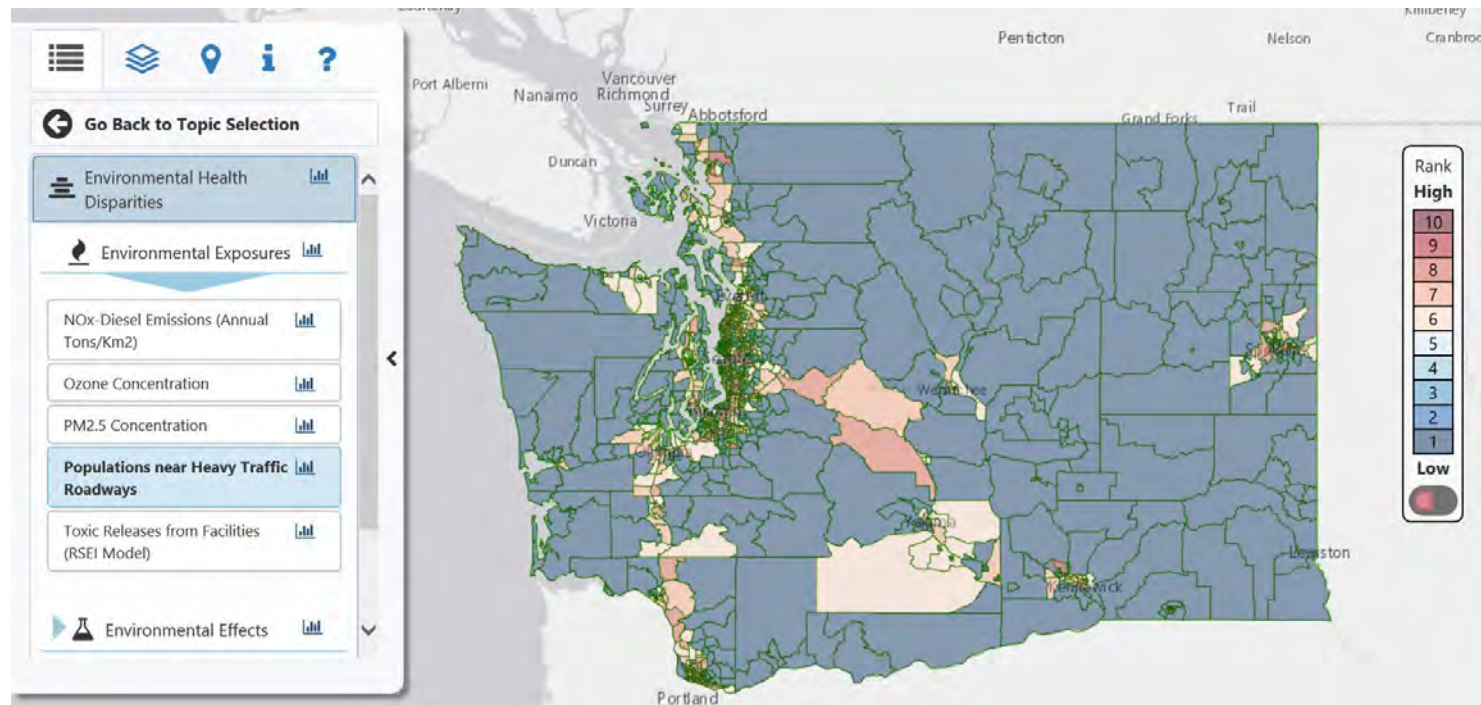 Go Back to Topic Selection
Environmental Health
Disparities
Environmental Exposures
NOx-Diesel Emissions (Annual
Tons/Km2)
Ozone Concentration
PM2.5 Concentration
Populations near Heavy Traffic
Roadways
Toxic Releases from Facilities
(RSEI Model)
Environmental Effects
Port Alberni
Nanaimo
Vancouver
Richmond
Surrey
Abbotsford
Duncan
Victoria
Penticton
Nelson
Trail
Grand Forks
Wenatchee
Yakima
Kennewick
Lewiston
Portland
Rank
High
10
9
8
7
6
5
4
3
2
1
Low